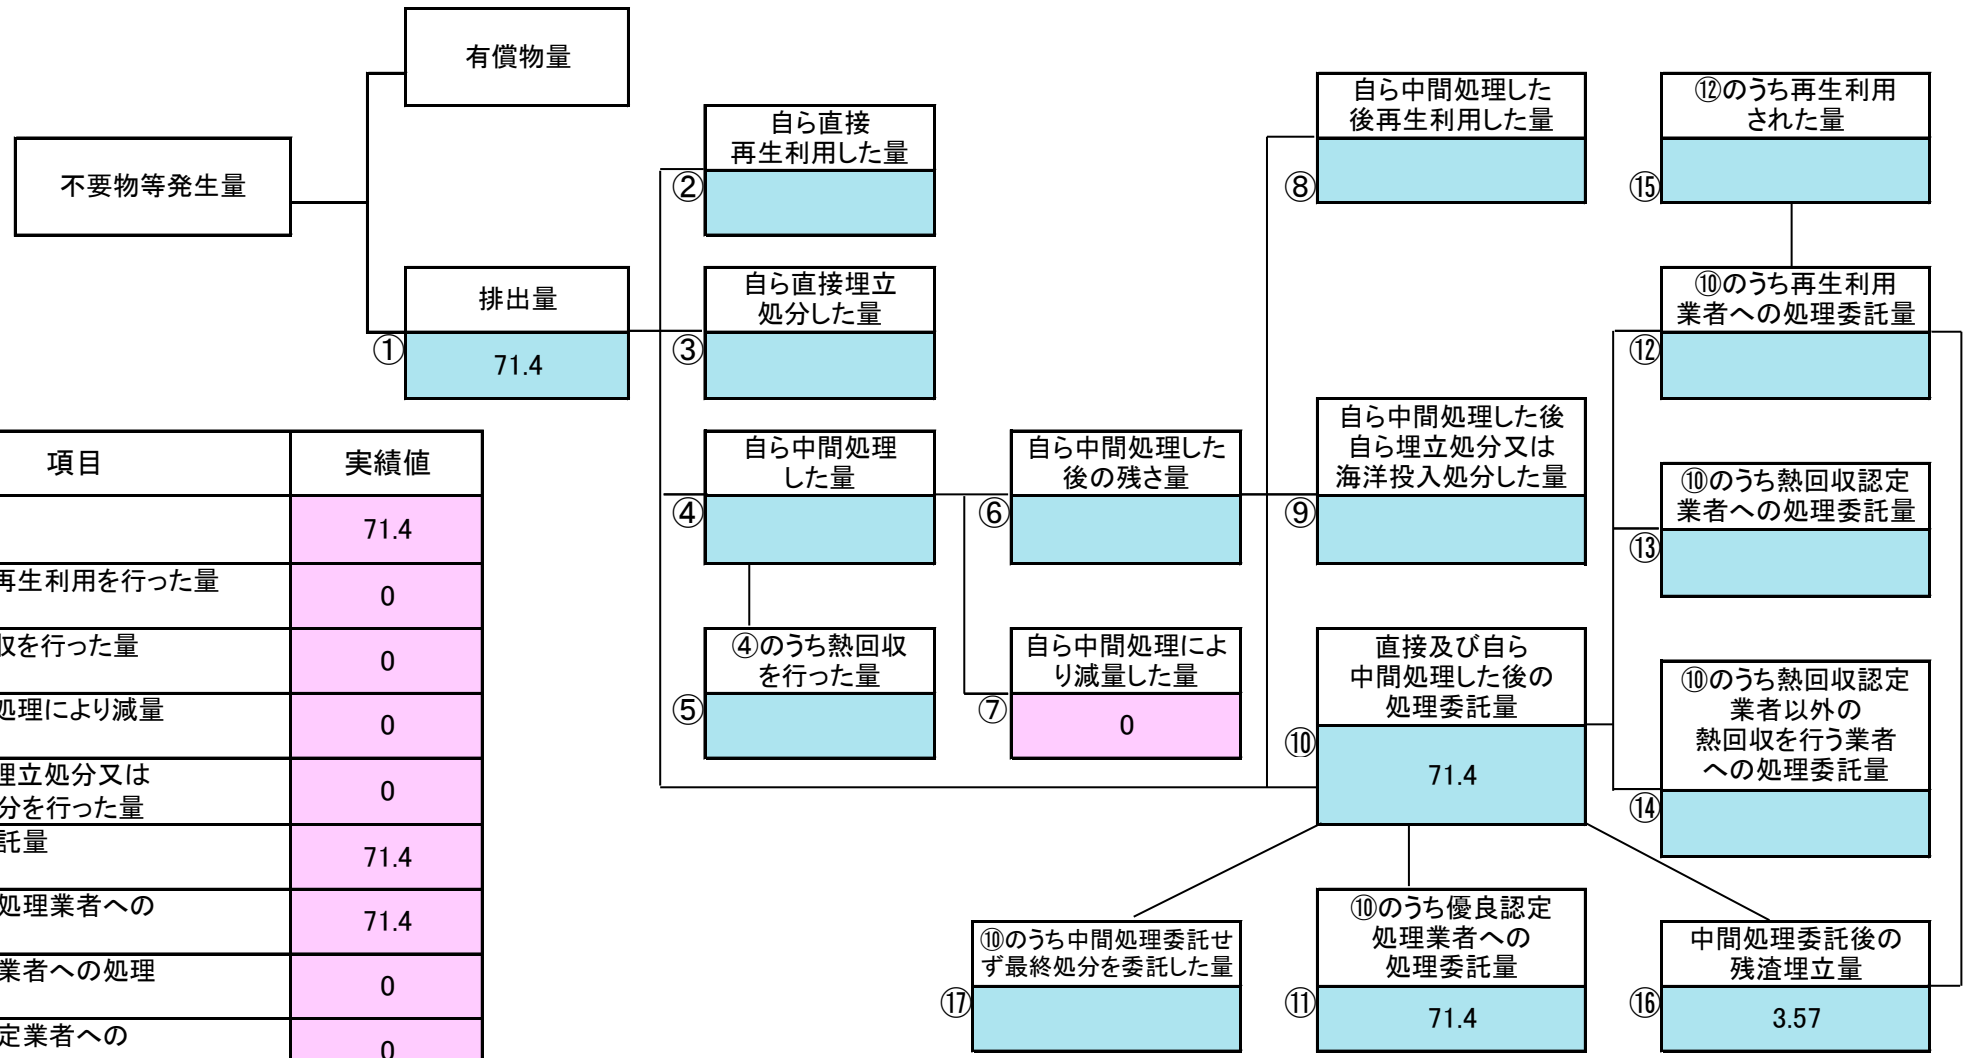 有償物量
不要物等発生量
排出量
①
71.4
自ら直接
再生利用した量
②
自ら直接埋立
処分した量
③
自ら中間処理
した量
④
④のうち熱回収
を行った量
⑤
自ら中間処理した
後の残さ量
⑥
自ら中間処理によ
り減量した量
⑦
0
自ら中間処理した
後再生利用した量
⑧
自ら中間処理した後
自ら埋立処分又は
海洋投入処分した量
⑨
直接及び自ら
中間処理した後の
処理委託量
⑩
71.4
⑩のうち優良認定
処理業者への
処理委託量
⑪
71.4
⑫のうち再生利用
された量
⑮
⑩のうち再生利用
業者への処理委託量
⑫
⑩のうち熱回収認定
業者への処理委託量
⑬
⑩のうち熱回収認定
業者以外の
熱回収を行う業者
への処理委託量
⑭
中間処理委託後の
残渣埋立量
⑯
3.57
⑩のうち中間処理委託せ
ず最終処分を委託した量
⑰
項目 実績値
71.4
再生利用を行った量 0
収を行った量 0
処理により減量 0
埋立処分又は
分を行った量 0
託量 71.4
処理業者への 71.4
業者への処理 0
定業者への 0